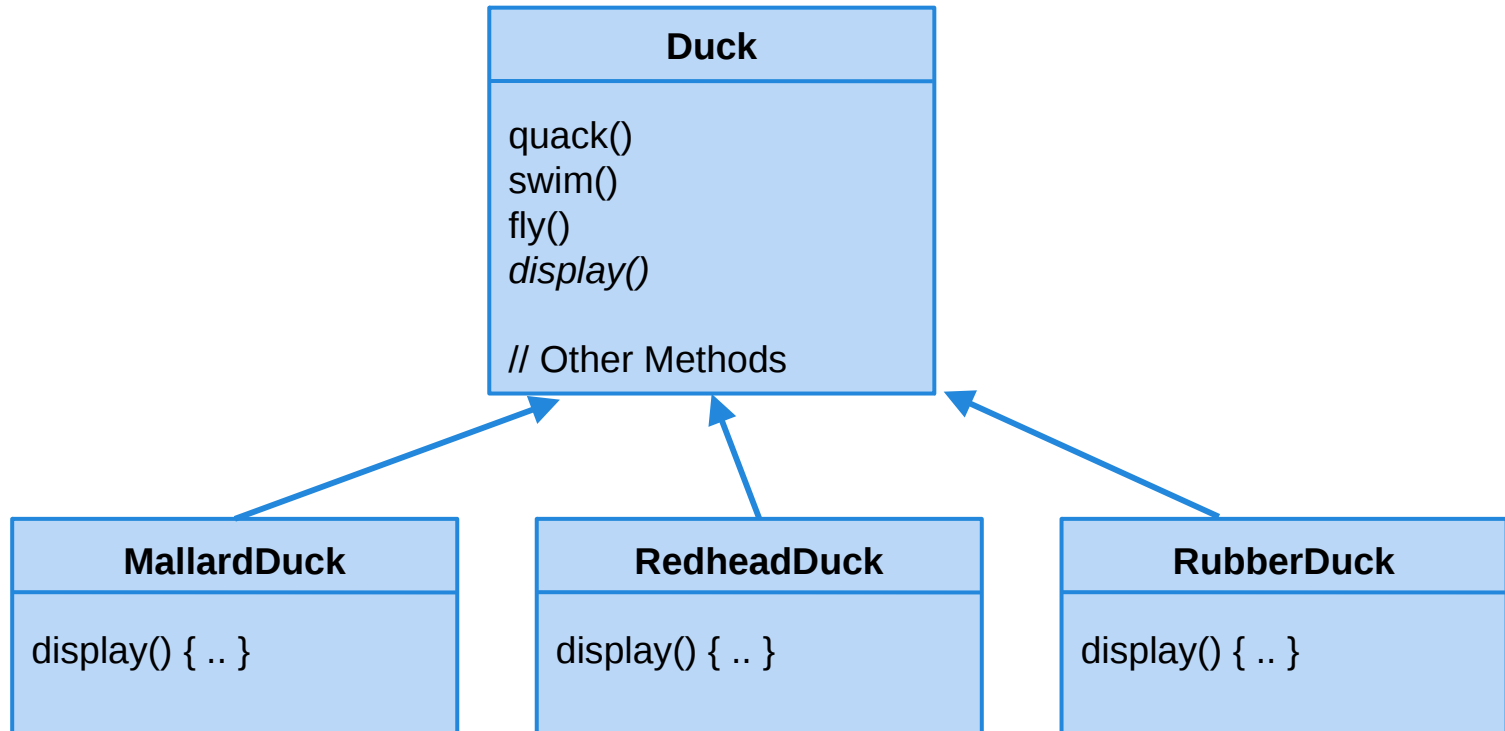 Duck
quack()
swim()
fly()
display()
// Other Methods
MallardDuck
display() { .. }
RedheadDuck
display() { .. }
RubberDuck
display() { .. }